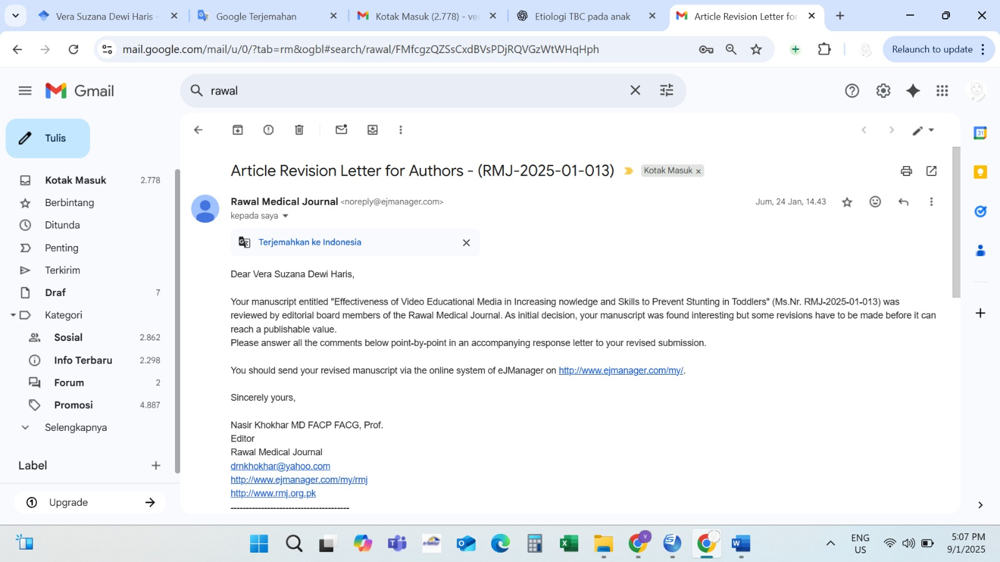 Vera Suzana Dewi Haris -
Google Terjemahan
Kotak Masuk (2.778) - ve
Etiologi TBC pada anak
Article Revision Letter for
mail.google.com/mail/u/0/?tab=rm&ogbl#search/rawal/FMfcgzQZSsCxdBVsPDjRQVGzWtWHqHph
Relaunch to update
Gmail
rawal
Tulis
Kotak Masuk 2.778
Berbintang
Ditunda
Penting
Terkirim
Draf 7
Kategori
Sosial 2.862
Info Terbaru 2.298
Forum 2
Promosi 4.887
Selengkapnya
Label
Upgrade
Article Revision Letter for Authors - (RMJ-2025-01-013)
Kotak Masuk x
Rawal Medical Journal <noreply@ejmanager.com>
Jum, 24 Jan, 14.43
kepada saya
Terjemahkan ke Indonesia
Dear Vera Suzana Dewi Haris,
Your manuscript entitled "Effectiveness of Video Educational Media in Increasing nowledge and Skills to Prevent Stunting in Toddlers" (Ms.Nr. RMJ-2025-01-013) was
reviewed by editorial board members of the Rawal Medical Journal. As initial decision, your manuscript was found interesting but some revisions have to be made before it can
reach a publishable value.
Please answer all the comments below point-by-point in an accompanying response letter to your revised submission.
You should send your revised manuscript via the online system of eJManager on http://www.ejmanager.com/my/.
Sincerely yours,
Nasir Khokhar MD FACP FACG, Prof.
Editor
Rawal Medical Journal
drnkhokhar@yahoo.com
http://www.ejmanager.com/my/rmj
http://www.rmj.org.pk
--------------------------------------
31
ENG
US
5:07 PM
9/1/2025